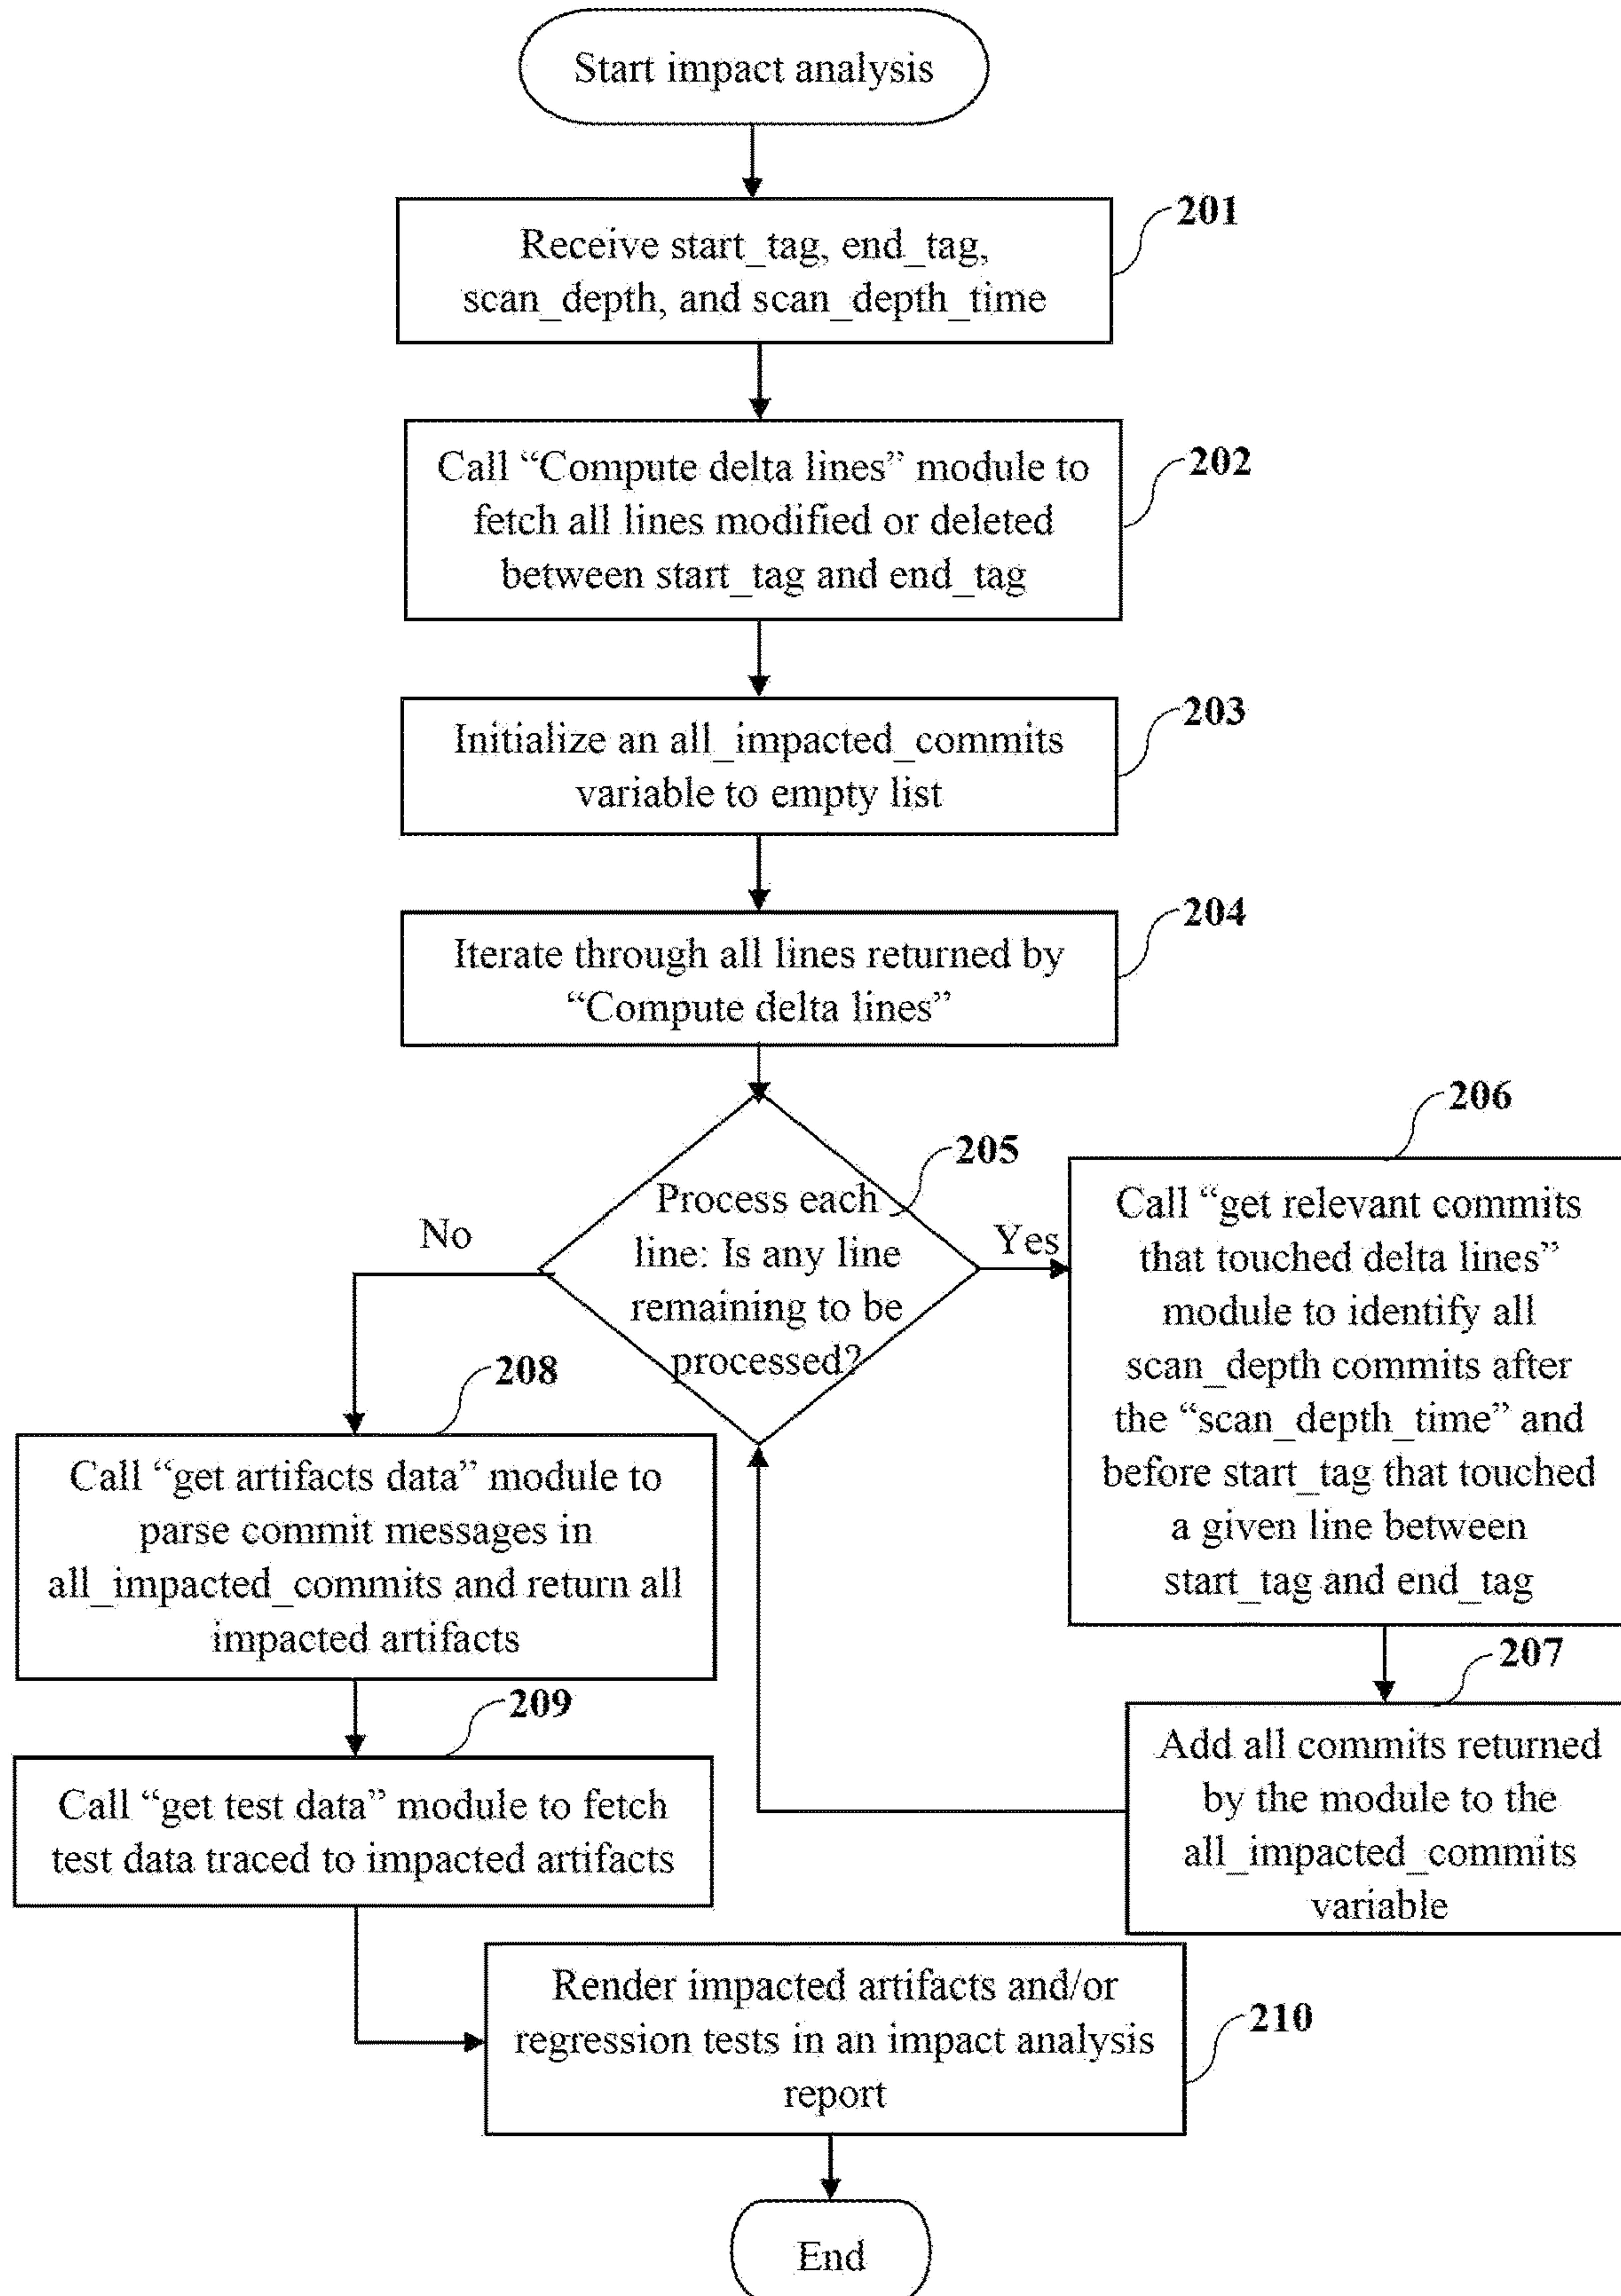 Start impact analysis
201
Receive start_tag, end_tag,
scan_depth, and scan_depth_time
202
Call “Compute delta lines” module to
fetch all lines modified or deleted
between start_tag and end_tag
203
Initialize an all_impacted_commits
variable to empty list
204
Iterate through all lines returned by
“Compute delta lines”
205
Process each
line: Is any line
remaining to be
processed?
No
Yes
206
Call “get relevant commits
that touched delta lines”
module to identify all
scan_depth commits after
the “scan_depth_time” and
before start_tag that touched
a given line between
start_tag and end_tag
207
Add all commits returned
by the module to the
all_impacted_commits
variable
208
Call “get artifacts data” module to
parse commit messages in
all_impacted_commits and return all
impacted artifacts
209
Call “get test data” module to fetch
test data traced to impacted artifacts
210
Render impacted artifacts and/or
regression tests in an impact analysis
report
End